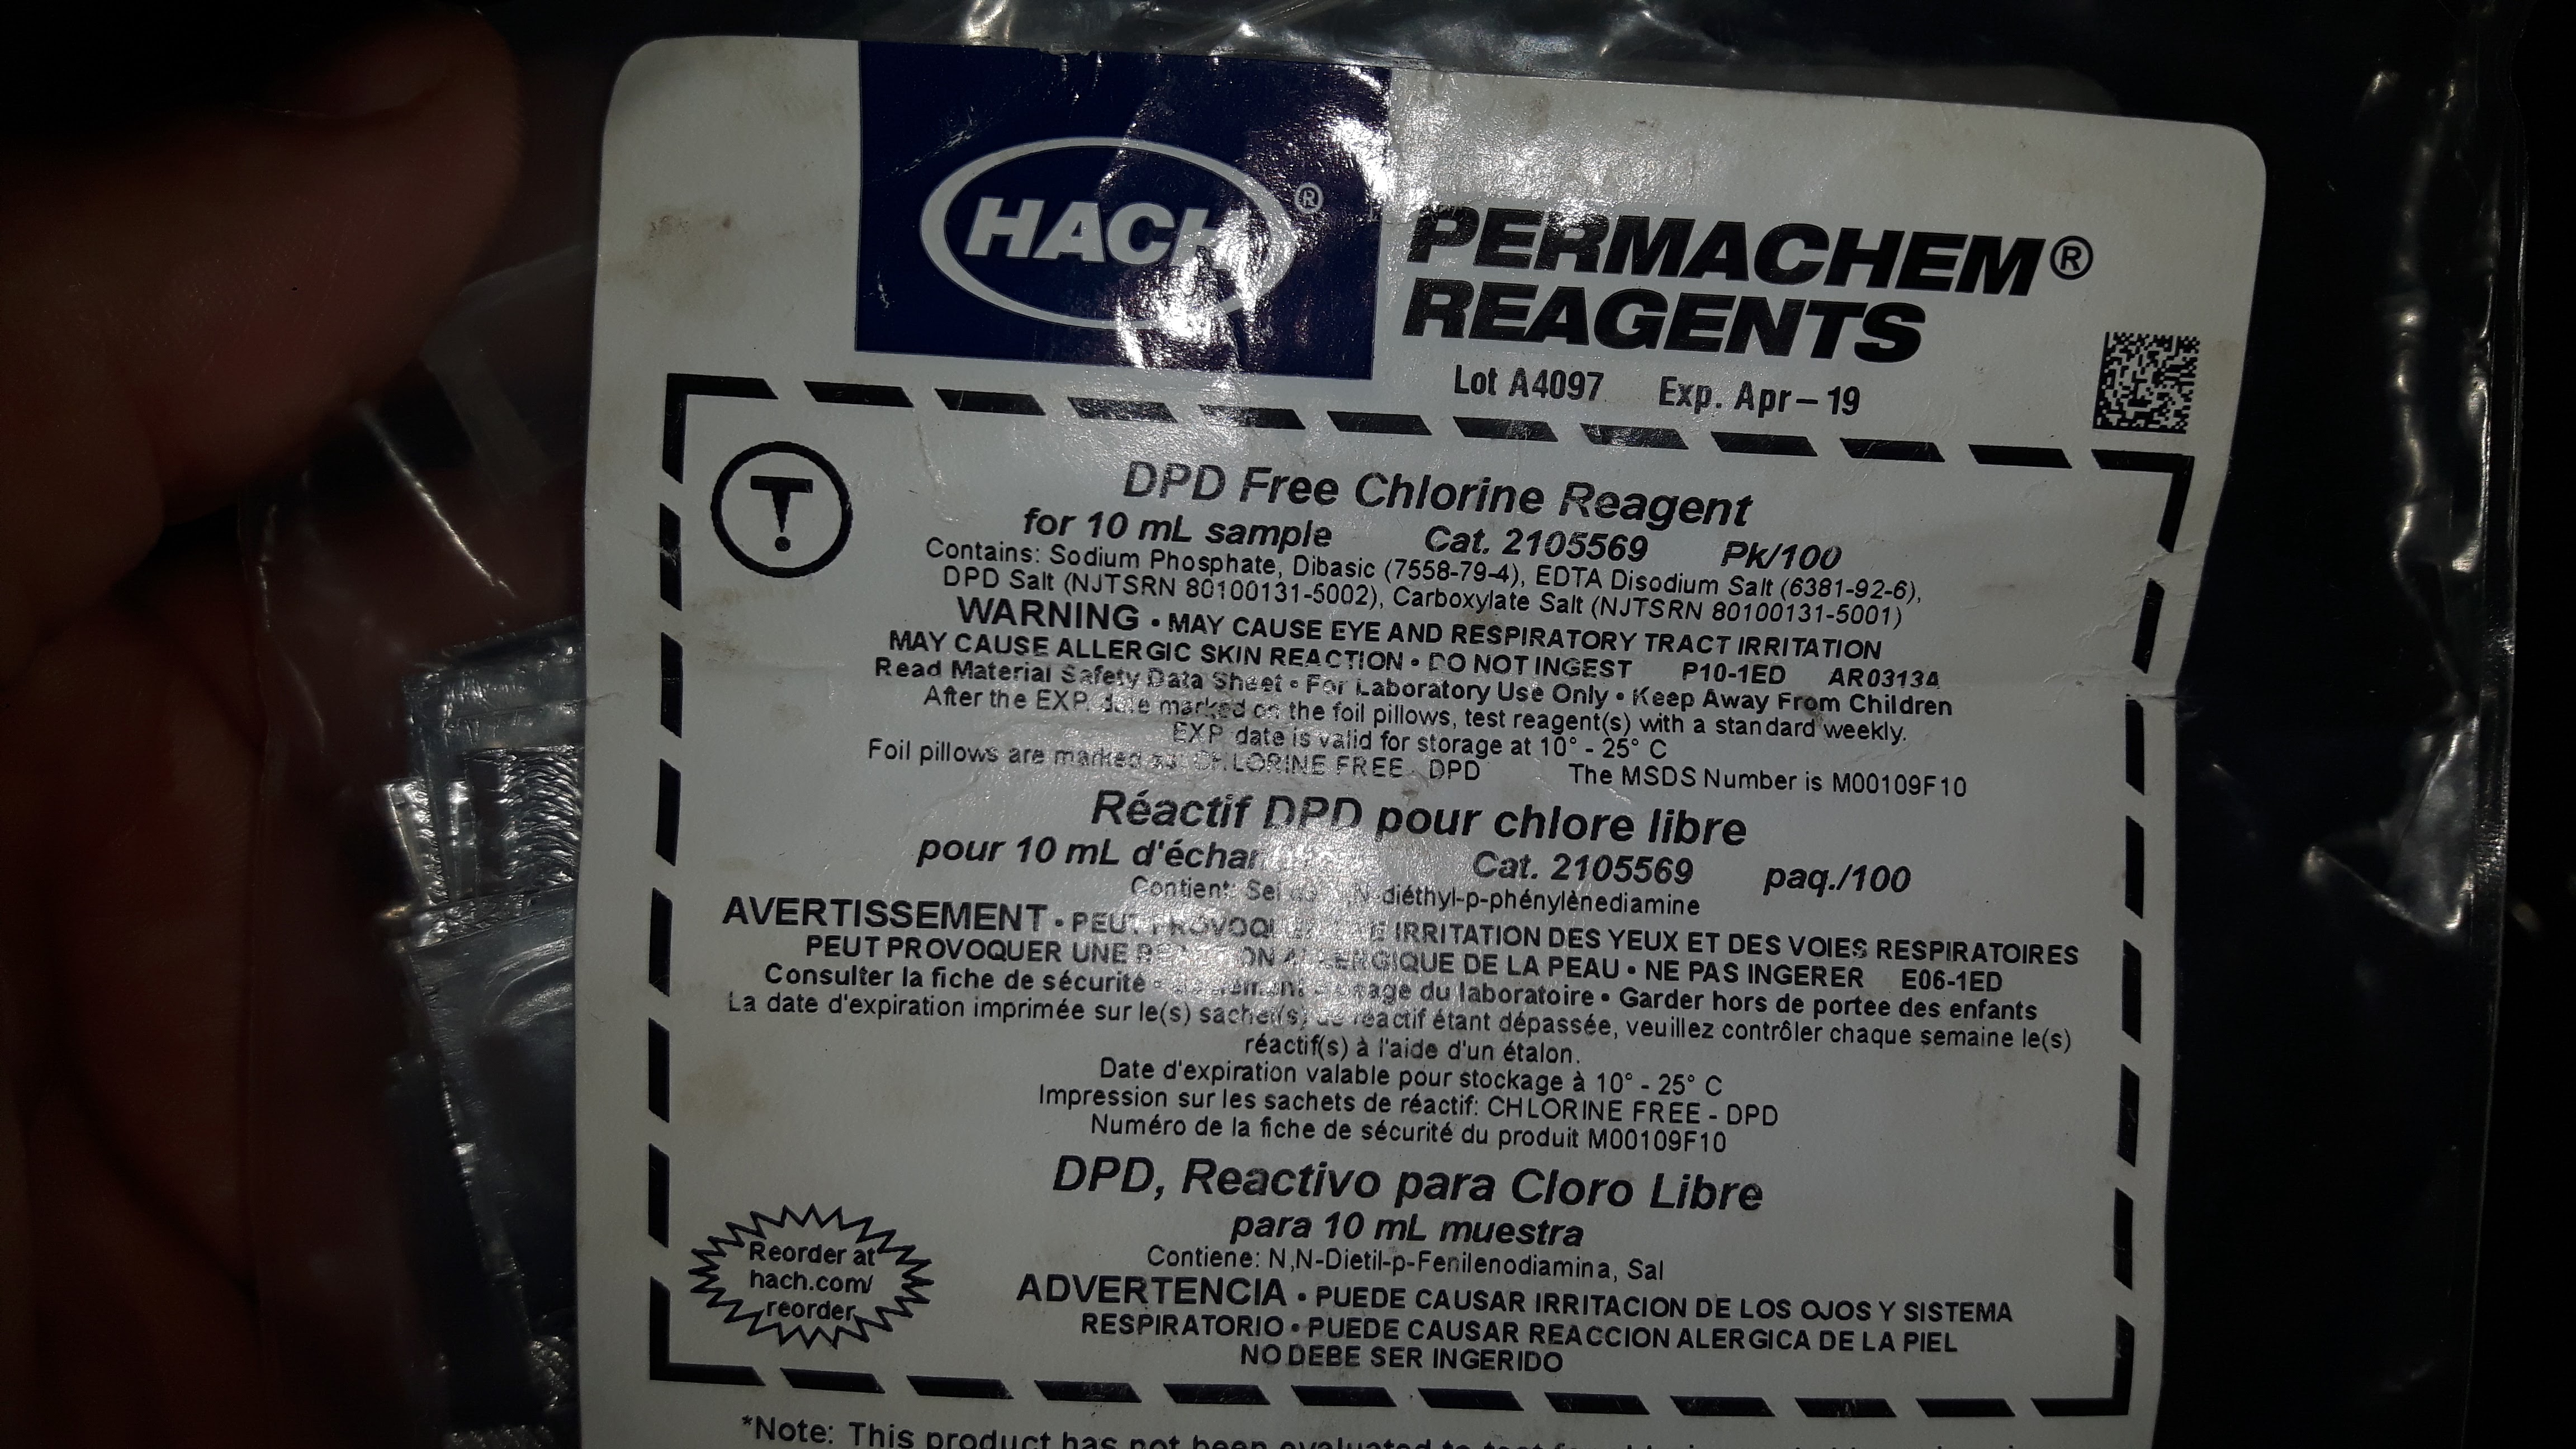 HACH®
PERMACHEM®
REAGENTS
Lot A4097 Exp. Apr-19
DPD Free Chlorine Reagent
for 10 mL sample Cat. 2105569 Pk/100
Contains: Sodium Phosphate, Dibasic (7558-79-4), EDTA Disodium Salt (6381-92-6),
DPD Salt (NJTSRN 80100131-5002), Carboxylate Salt (NJTSRN 80100131-5001)
WARNING • MAY CAUSE EYE AND RESPIRATORY TRACT IRRITATION
MAY CAUSE ALLERGIC SKIN REACTION • DO NOT INGEST P10-1ED AR0313A
Read Material Safety Data Sheet • For Laboratory Use Only • Keep Away From Children
After the EXP. date marked on the foil pillows, test reagent(s) with a standard weekly.
EXP. date is valid for storage at 10° - 25° C
Foil pillows are marked as: CHLORINE FREE - DPD The MSDS Number is M00109F10
Réactif DPD pour chlore libre
pour 10 mL Cat. 2105569 paq./100
Contient: Sel N-diéthyl-p-phénylènediamine
AVERTISSEMENT • PEUT PROVOQUER IRRITATION DES YEUX ET DES VOIES RESPIRATOIRES
PEUT PROVOQUER UNE ALLERGIQUE DE LA PEAU • NE PAS INGERER E06-1ED
Consulter la fiche de sécurité • usage du laboratoire • Garder hors de portee des enfants
La date d'expiration imprimée sur le(s) sachet(s) de réactif étant dépassée, veuillez contrôler chaque semaine le(s)
réactif(s) à l'aide d'un étalon.
Date d'expiration valable pour stockage à 10° - 25° C
Impression sur les sachets de réactif: CHLORINE FREE - DPD
Numéro de la fiche de sécurité du produit M00109F10
DPD, Reactivo para Cloro Libre
para 10 mL muestra
Contiene: N,N-Dietil-p-Fenilenodiamina, Sal
ADVERTENCIA • PUEDE CAUSAR IRRITACION DE LOS OJOS Y SISTEMA
RESPIRATORIO • PUEDE CAUSAR REACCION ALERGICA DE LA PIEL
NO DEBE SER INGERIDO
Reorder at
hach.com/
reorder
*Note: This product has not been evaluated to test for